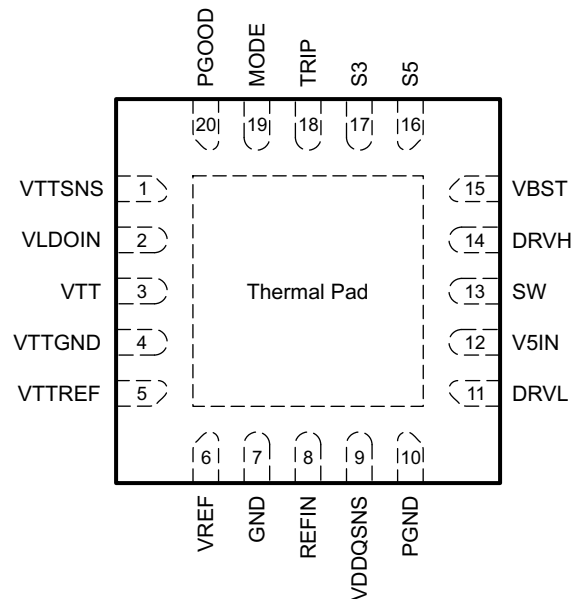 PGOOD
MODE
TRIP
S3
S5
20
19
18
17
16
VTTSNS 1
15 VBST
VLDOIN 2
14 DRVH
VTT 3
Thermal Pad
13 SW
VTTGND 4
12 V5IN
VTTREF 5
11 DRVL
6
7
8
9
10
VREF
GND
REFIN
VDDQSNS
PGND